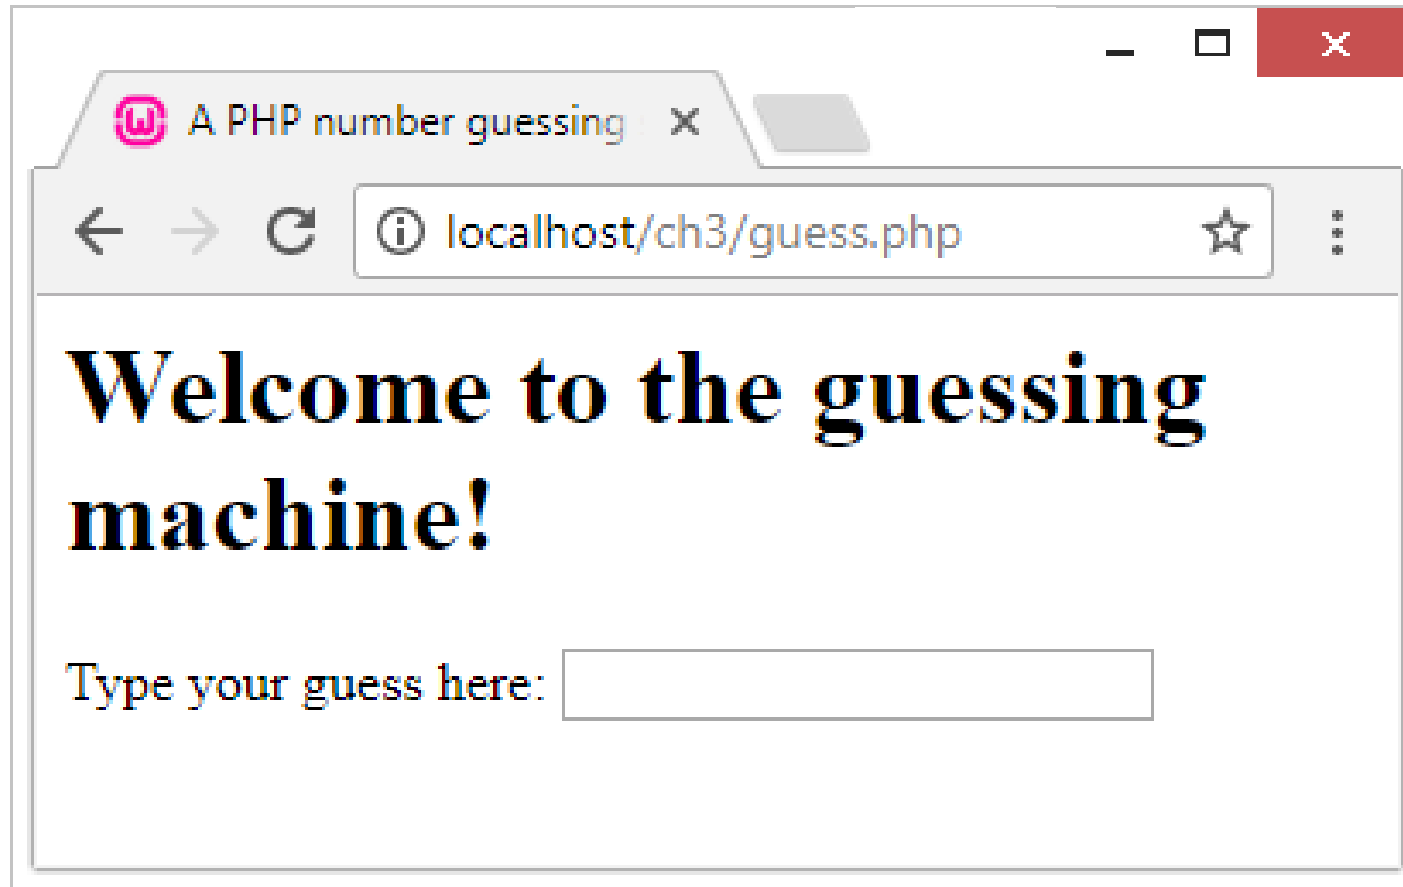 A PHP number guessing
localhost/ch3/guess.php
Welcome to the guessing
machine!
Type your guess here: